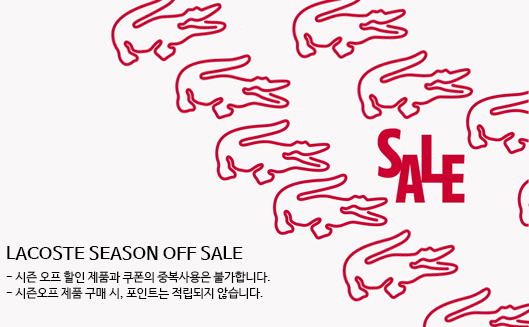 SALE
LACOSTE SEASON OFF SALE
- 시즌 오프 할인 제품과 쿠폰의 중복사용은 불가합니다.
- 시즌오프 제품 구매 시, 포인트는 적립되지 않습니다.